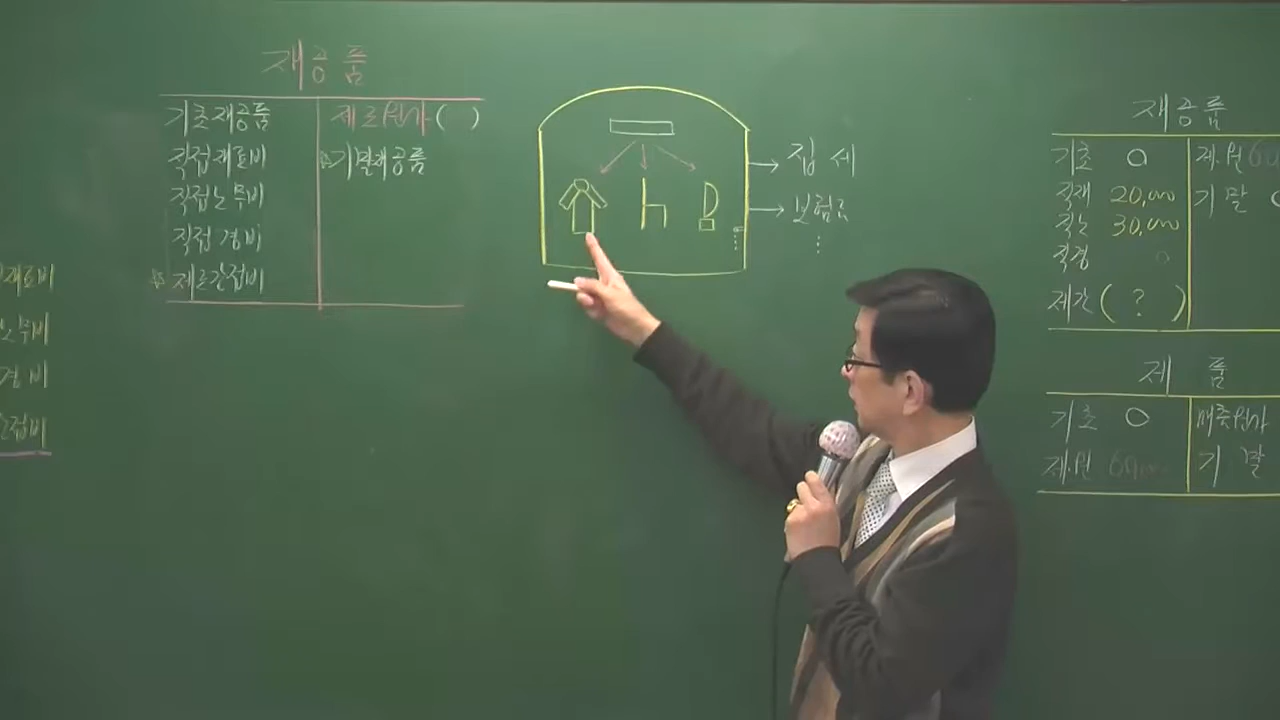 재공품
기초재공품 제조원가( )
직접재료비 ☆기말재공품
직접노무비
직접경비
☆제조간접비
재료비
노무비
경비
간접비
집세
보험료
재공품
기초 0 제.원 60
직재 20,000 기말 0
직노 30,000
직경 0
제간 ( ? )
제품
기초 0 매출원가
제.원 기말